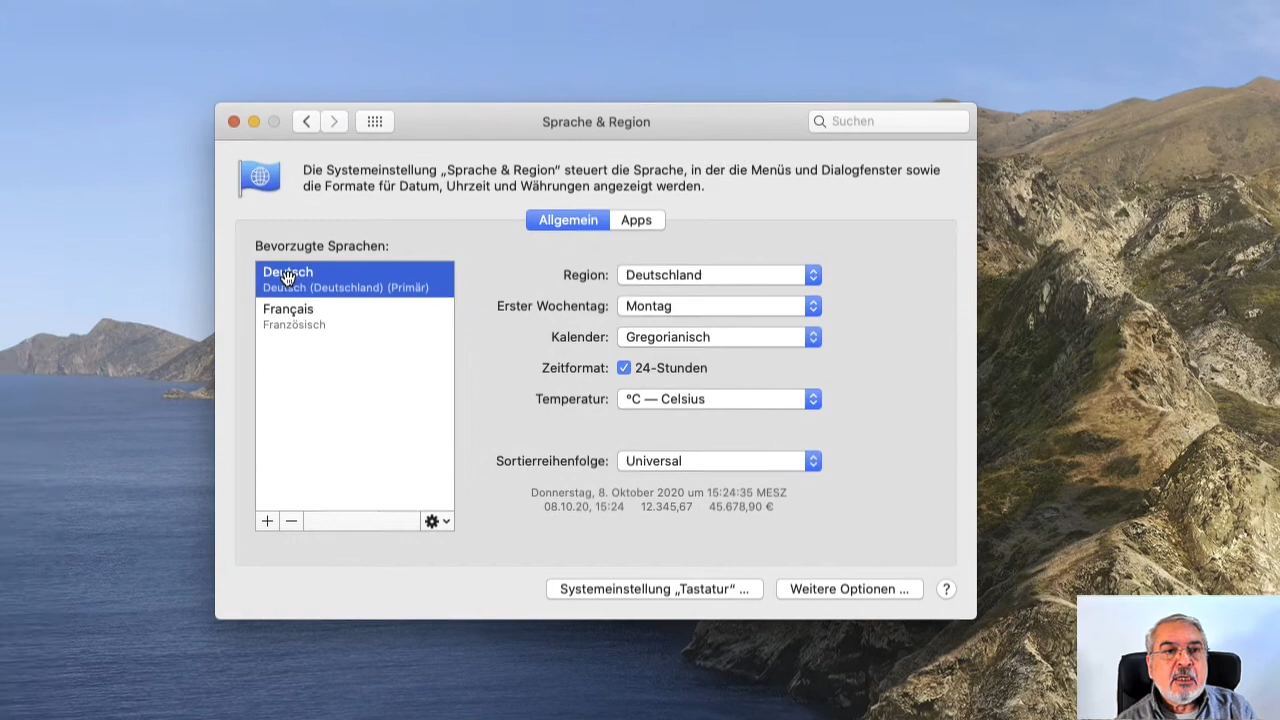 Sprache & Region
Suchen
Die Systemeinstellung „Sprache & Region“ steuert die Sprache, in der die Menüs und Dialogfenster sowie
die Formate für Datum, Uhrzeit und Währungen angezeigt werden.
Allgemein Apps
Bevorzugte Sprachen:
Deutsch
Deutsch (Deutschland) (Primär)
Français
Französisch
Region: Deutschland
Erster Wochentag: Montag
Kalender: Gregorianisch
Zeitformat: 24-Stunden
Temperatur: °C — Celsius
Sortierreihenfolge: Universal
Donnerstag, 8. Oktober 2020 um 15:24:35 MESZ
08.10.20, 15:24 12.345,67 45.678,90 €
Systemeinstellung „Tastatur“ ... Weitere Optionen ... ?